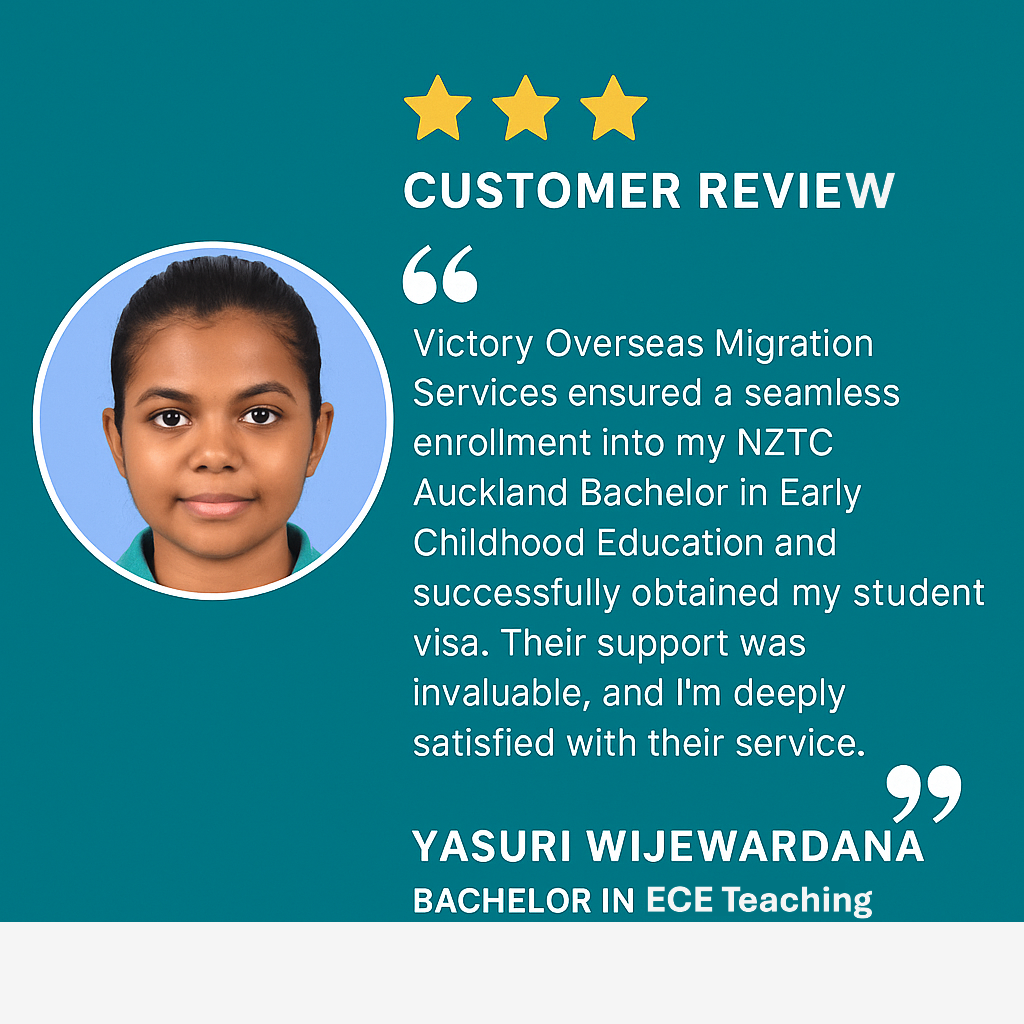 CUSTOMER REVIEW
“
Victory Overseas Migration
Services ensured a seamless
enrollment into my NZTC
Auckland Bachelor in Early
Childhood Education and
successfully obtained my student
visa. Their support was
invaluable, and I'm deeply
satisfied with their service.
”
YASURI WIJEWARDANA
BACHELOR IN ECE Teaching